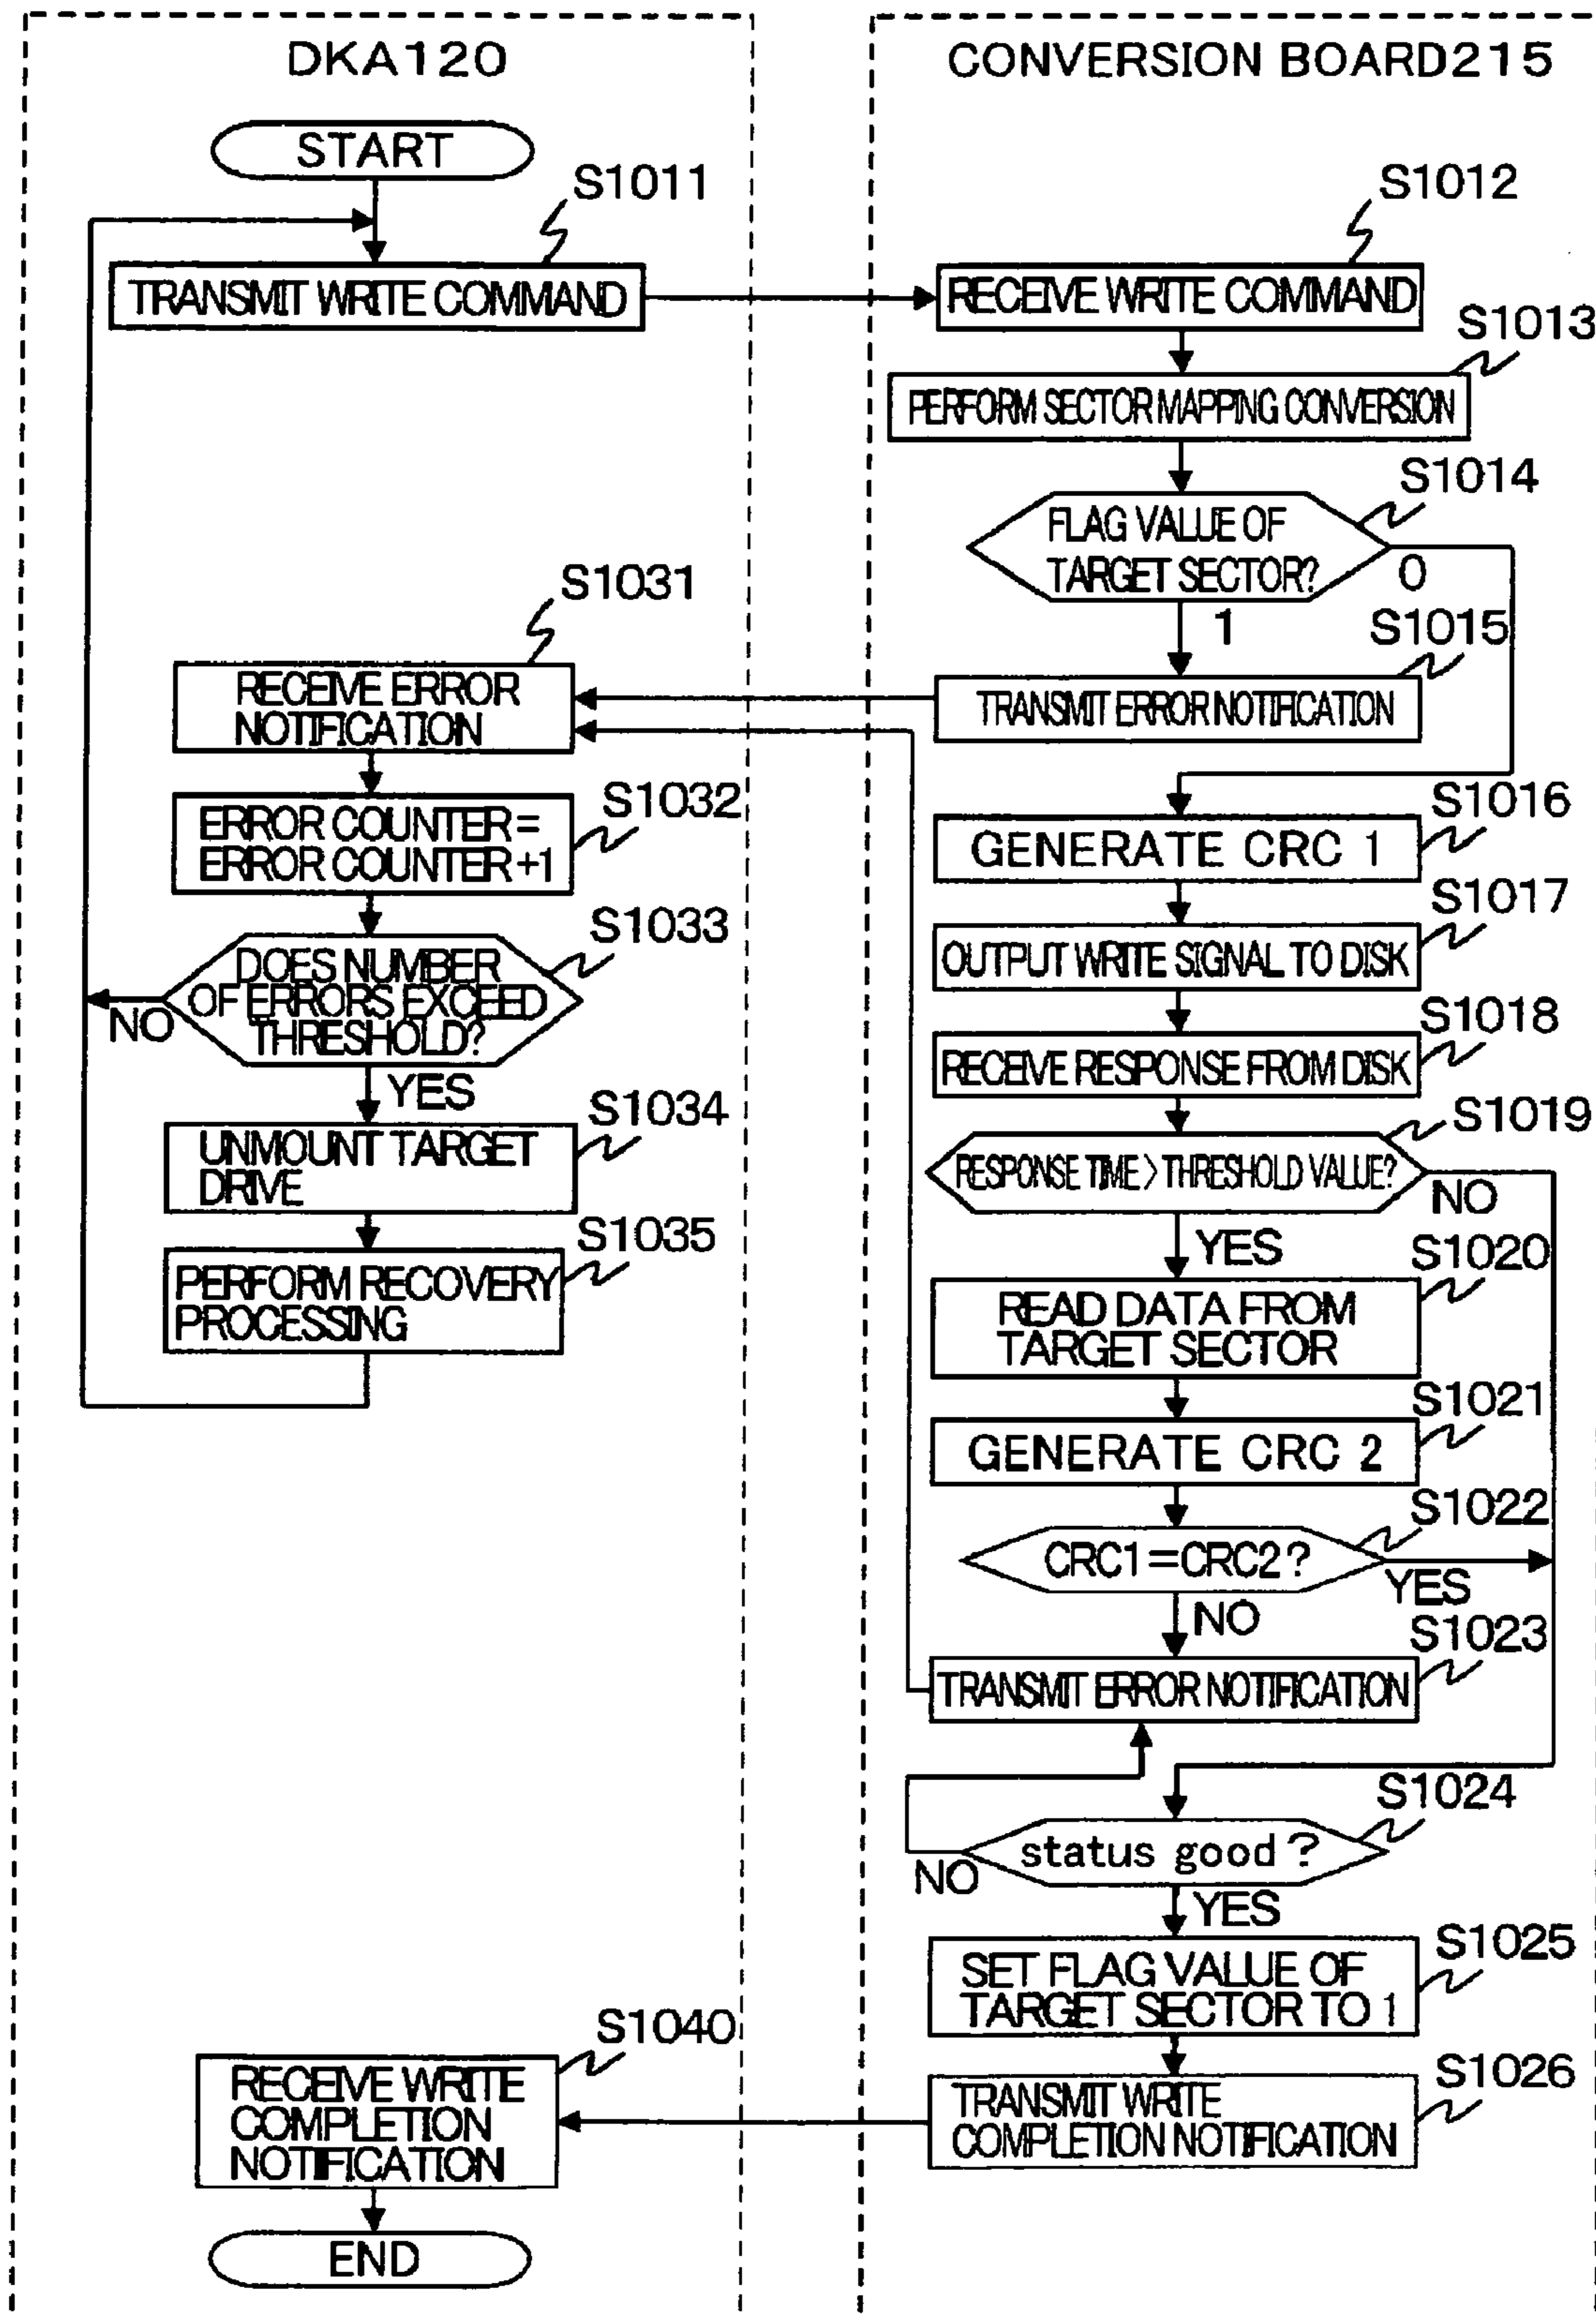 DKA120
CONVERSION BOARD215
START
S1011
S1012
TRANSMIT WRITE COMMAND
RECEIVE WRITE COMMAND
S1013
PERFORM SECTOR MAPPING CONVERSION
S1014
FLAG VALUE OF
TARGET SECTOR?
0
1
S1031
S1015
RECEIVE ERROR
NOTIFICATION
TRANSMIT ERROR NOTIFICATION
S1032
ERROR COUNTER=
ERROR COUNTER+1
S1016
GENERATE CRC 1
S1033
DOES NUMBER
OF ERRORS EXCEED
THRESHOLD?
NO
YES
S1017
OUTPUT WRITE SIGNAL TO DISK
S1018
RECEIVE RESPONSE FROM DISK
S1034
UNMOUNT TARGET
DRIVE
S1019
RESPONSE TIME>THRESHOLD VALUE?
NO
YES
S1035
PERFORM RECOVERY
PROCESSING
S1020
READ DATA FROM
TARGET SECTOR
S1021
GENERATE CRC 2
S1022
CRC1=CRC2?
YES
NO
S1023
TRANSMIT ERROR NOTIFICATION
S1024
status good?
NO
YES
S1025
SET FLAG VALUE OF
TARGET SECTOR TO 1
S1040
RECEIVE WRITE
COMPLETION
NOTIFICATION
S1026
TRANSMIT WRITE
COMPLETION NOTIFICATION
END